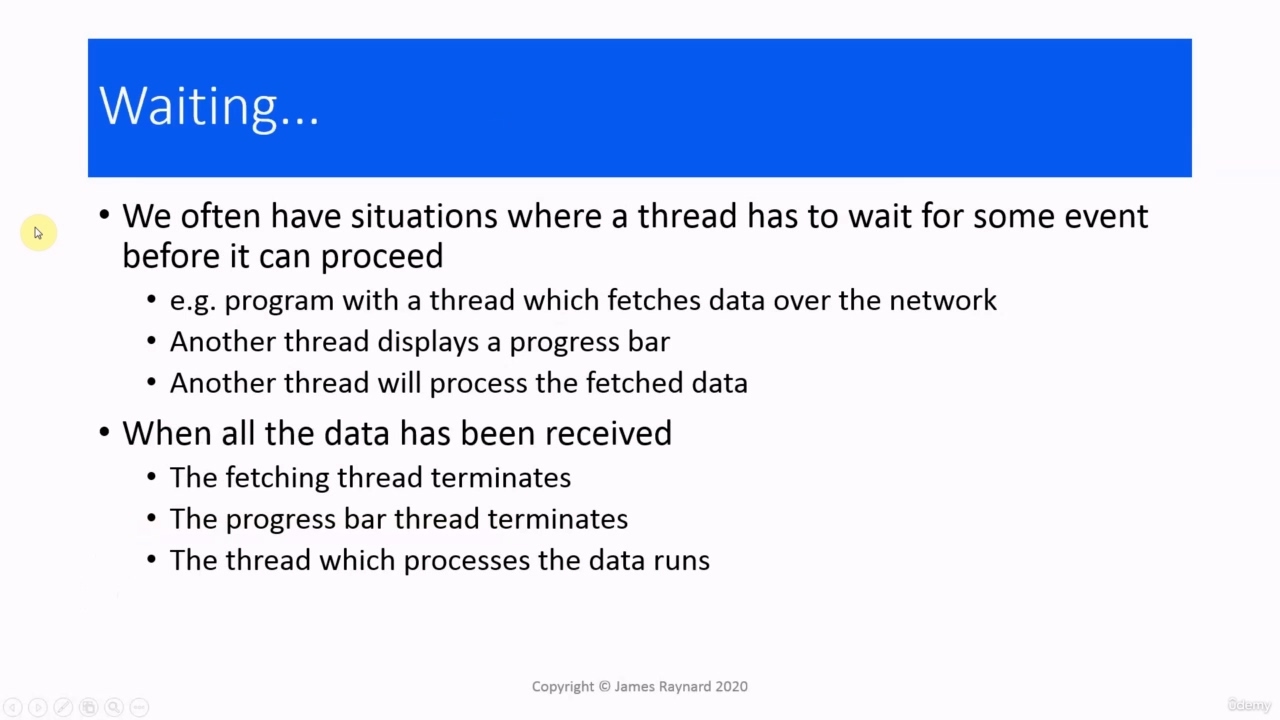 Waiting...
• We often have situations where a thread has to wait for some event
before it can proceed
• e.g. program with a thread which fetches data over the network
• Another thread displays a progress bar
• Another thread will process the fetched data
• When all the data has been received
• The fetching thread terminates
• The progress bar thread terminates
• The thread which processes the data runs
Copyright © James Raynard 2020
ûdemy